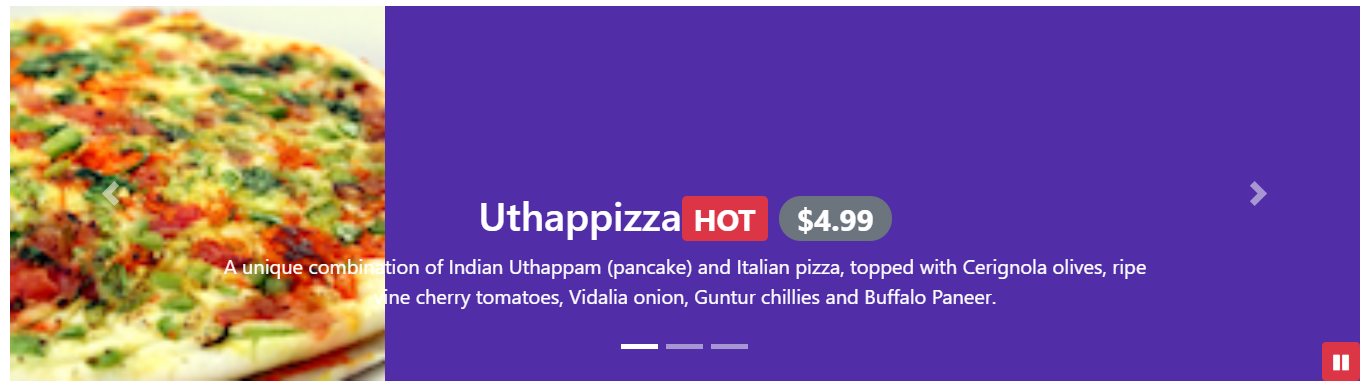 Uthappizza HOT $4.99
A unique combination of Indian Uthappam (pancake) and Italian pizza, topped with Cerignola olives, ripe
vine cherry tomatoes, Vidalia onion, Guntur chillies and Buffalo Paneer.